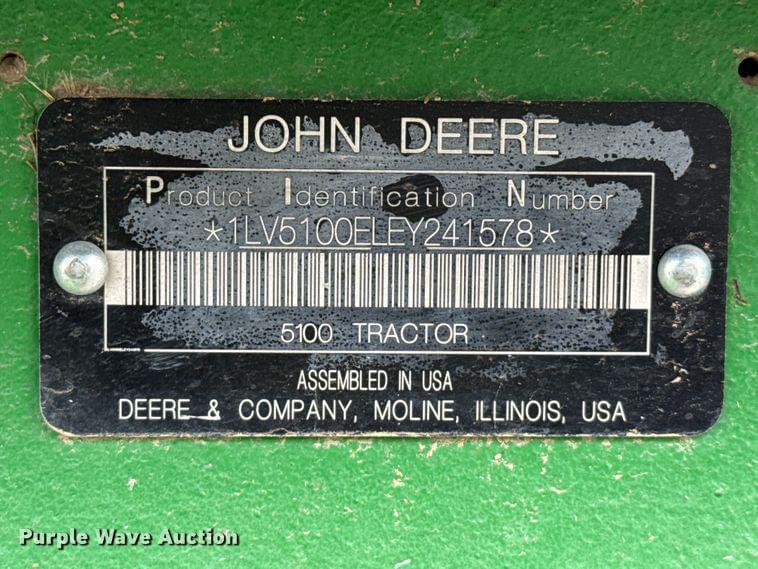 JOHN DEERE
Product Identification Number
*1LV5100ELEY241578*
5100 TRACTOR
ASSEMBLED IN USA
DEERE & COMPANY, MOLINE, ILLINOIS, USA
Purple Wave Auction